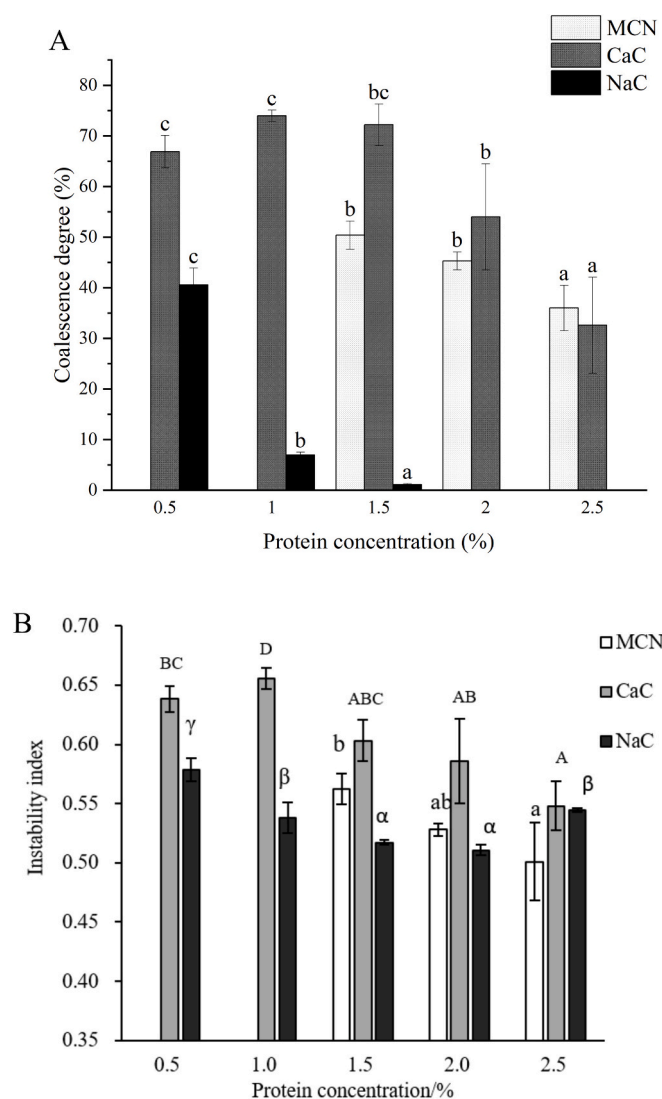 A
MCN
CaC
NaC
80
70
60
50
40
30
20
10
0
Coalescence degree (%)
c
c
c
b
b
bc
a
b
b
a
a
0.5
1
1.5
2
2.5
Protein concentration (%)
B
MCN
CaC
NaC
0.70
0.65
0.60
0.55
0.50
0.45
0.40
0.35
Instability index
BC
γ
D
β
b
ABC
α
ab
AB
α
a
A
β
0.5
1.0
1.5
2.0
2.5
Protein concentration/%